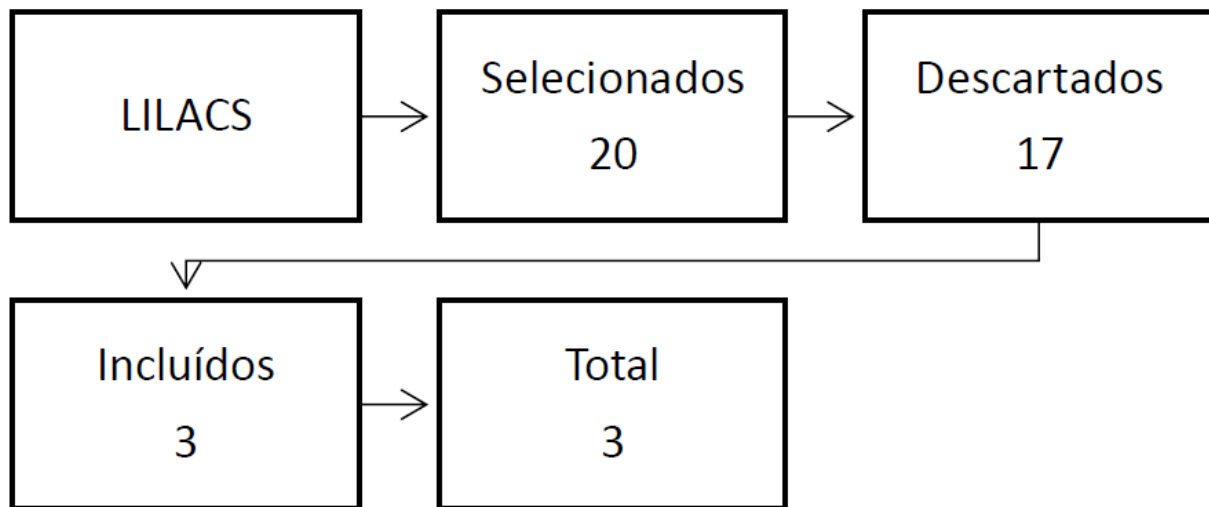 LILACS
Selecionados
20
Descartados
17
Incluídos
3
Total
3